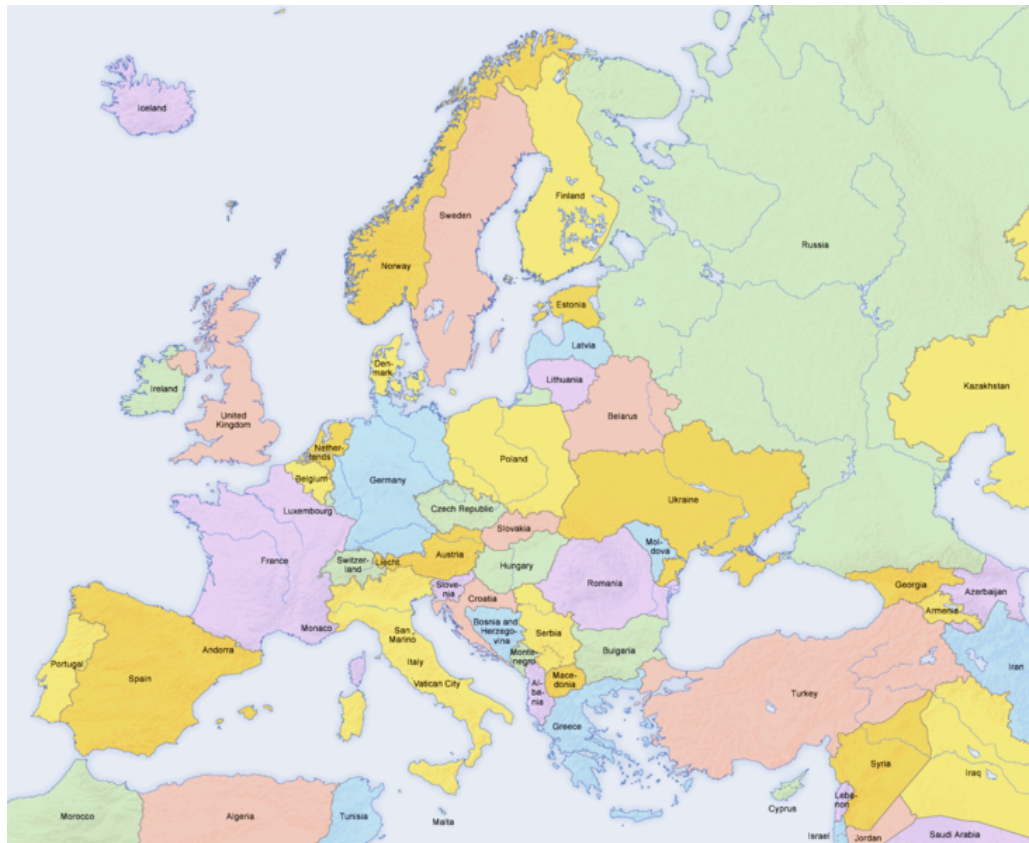 Iceland
Finland
Sweden
Russia
Norway
Estonia
Latvia
Den-
mark
Lithuania
Ireland
Kazakhstan
United
Kingdom
Belarus
Nether-
lands
Poland
Belgium
Germany
Ukraine
Luxembourg
Czech Republic
Slovakia
Mol-
dova
France
Switzer-
land
Liecht.
Austria
Hungary
Romania
Slove-
nia
Georgia
Azerbaijan
Croatia
Armenia
Monaco
San
Marino
Bosnia and
Herzego-
vina
Serbia
Andorra
Portugal
Italy
Monte-
negro
Bulgaria
Iran
Spain
Vatican City
Mace-
donia
Al-
ba-
nia
Turkey
Greece
Syria
Iraq
Cyprus
Leba-
non
Morocco
Algeria
Tunisia
Malta
Israel
Jordan
Saudi Arabia